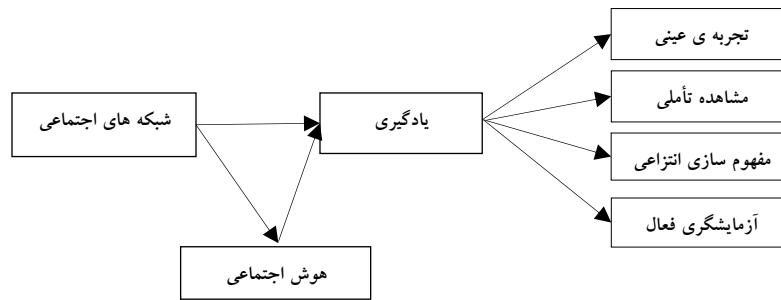 تجربه ی عینی
مشاهده تأملی
شبکه های اجتماعی
یادگیری
مفهوم سازی انتزاعی
آزمایشگری فعال
هوش اجتماعی